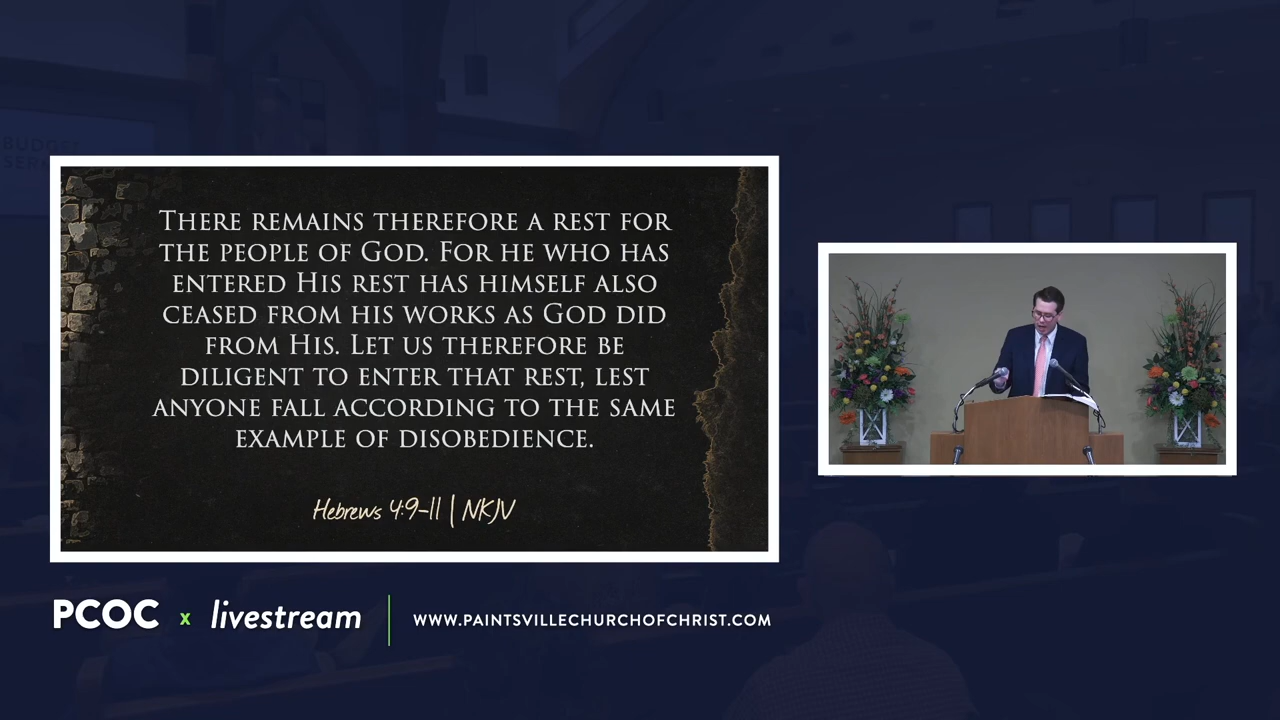 BUDGET
SERM
There remains therefore a rest for
the people of God. For he who has
entered His rest has himself also
ceased from his works as God did
from His. Let us therefore be
diligent to enter that rest, lest
anyone fall according to the same
example of disobedience.
Hebrews 4:9-11 | NKJV
PCOC x livestream | WWW.PAINTSVILLECHURCHOFCHRIST.COM